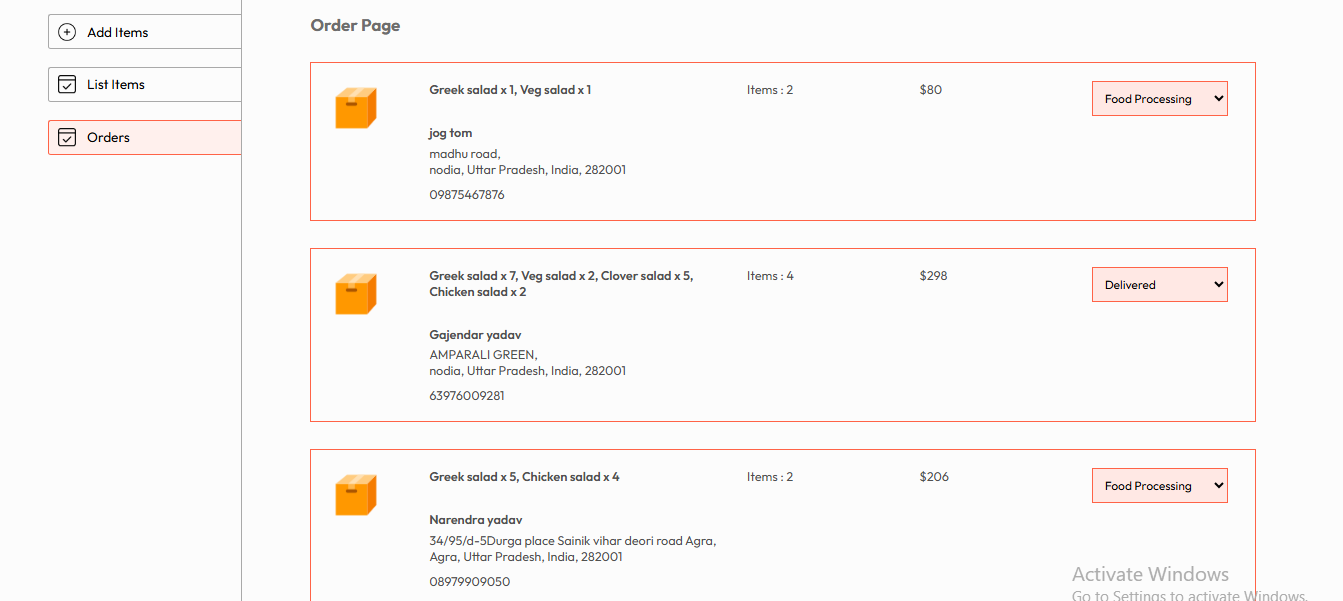 Add Items
List Items
Orders
Order Page
Greek salad x 1, Veg salad x 1
Items : 2
$80
Food Processing
jog tom
madhu road,
nodia, Uttar Pradesh, India, 282001
09875467876
Greek salad x 7, Veg salad x 2, Clover salad x 5,
Chicken salad x 2
Items : 4
$298
Delivered
Gajendar yadav
AMPARALI GREEN,
nodia, Uttar Pradesh, India, 282001
63976009281
Greek salad x 5, Chicken salad x 4
Items : 2
$206
Food Processing
Narendra yadav
34/95/d-5Durga place Sainik vihar deori road Agra,
Agra, Uttar Pradesh, India, 282001
08979909050
Activate Windows
Go to Settings to activate Windows.